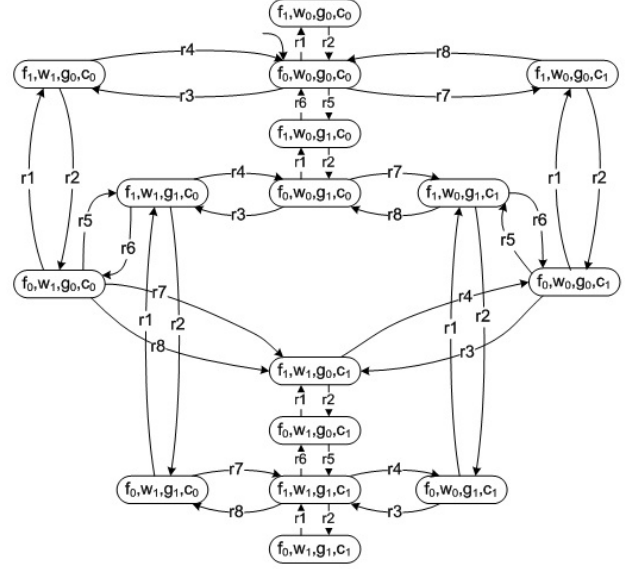 f₁,w₀,g₀,c₀
r1 r2
r4 r8
f₁,w₁,g₀,c₀ f₀,w₀,g₀,c₀ f₁,w₀,g₀,c₁
r3 r7
r6 r5
f₁,w₀,g₁,c₀
r1 r2 r1 r2 r1 r2
r4 r7
f₁,w₁,g₁,c₀ f₀,w₀,g₁,c₀ f₁,w₀,g₁,c₁
r5 r3 r8 r6
r6 r5
f₀,w₁,g₀,c₀ f₀,w₀,g₀,c₁
r7 r4
r1 r2 r1 r2
r8 r3
f₁,w₁,g₀,c₁
r1 r2
f₀,w₁,g₀,c₁
r6 r5
r7 r4
f₀,w₁,g₁,c₀ f₁,w₁,g₁,c₁ f₀,w₀,g₁,c₁
r8 r3
r1 r2
f₀,w₁,g₁,c₁